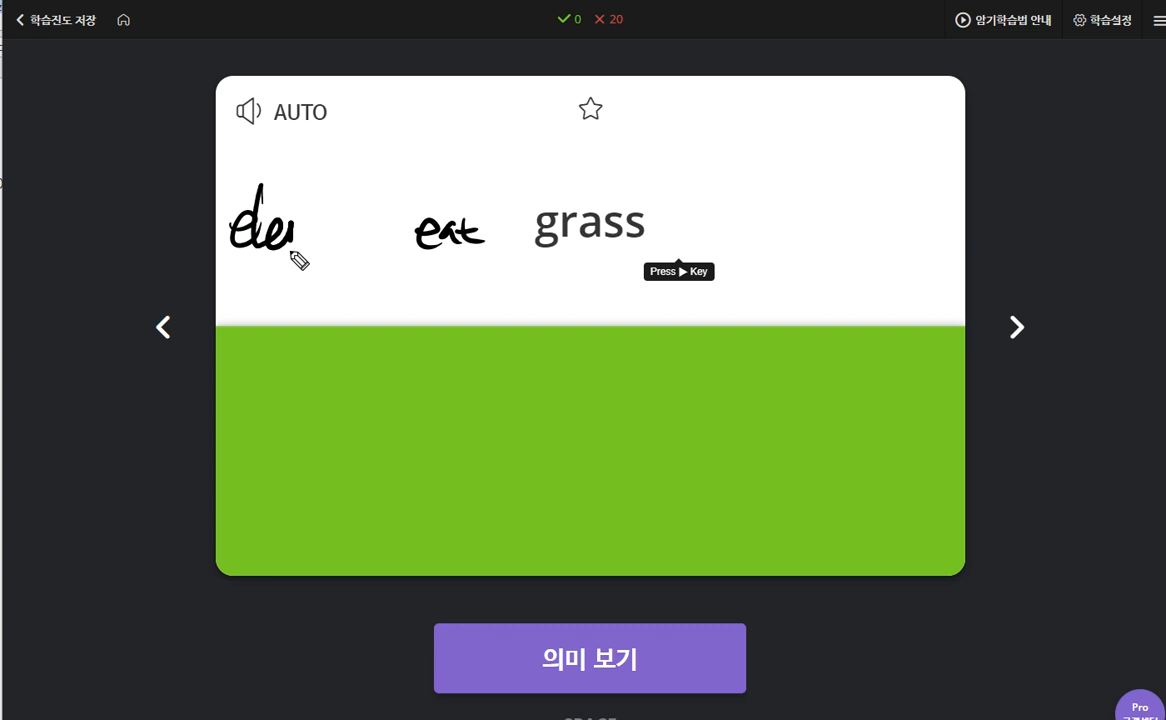 학습진도 저장 0 20 암기학습법 안내 학습설정
AUTO
eat grass
Press ▶ Key
의미 보기
Pro